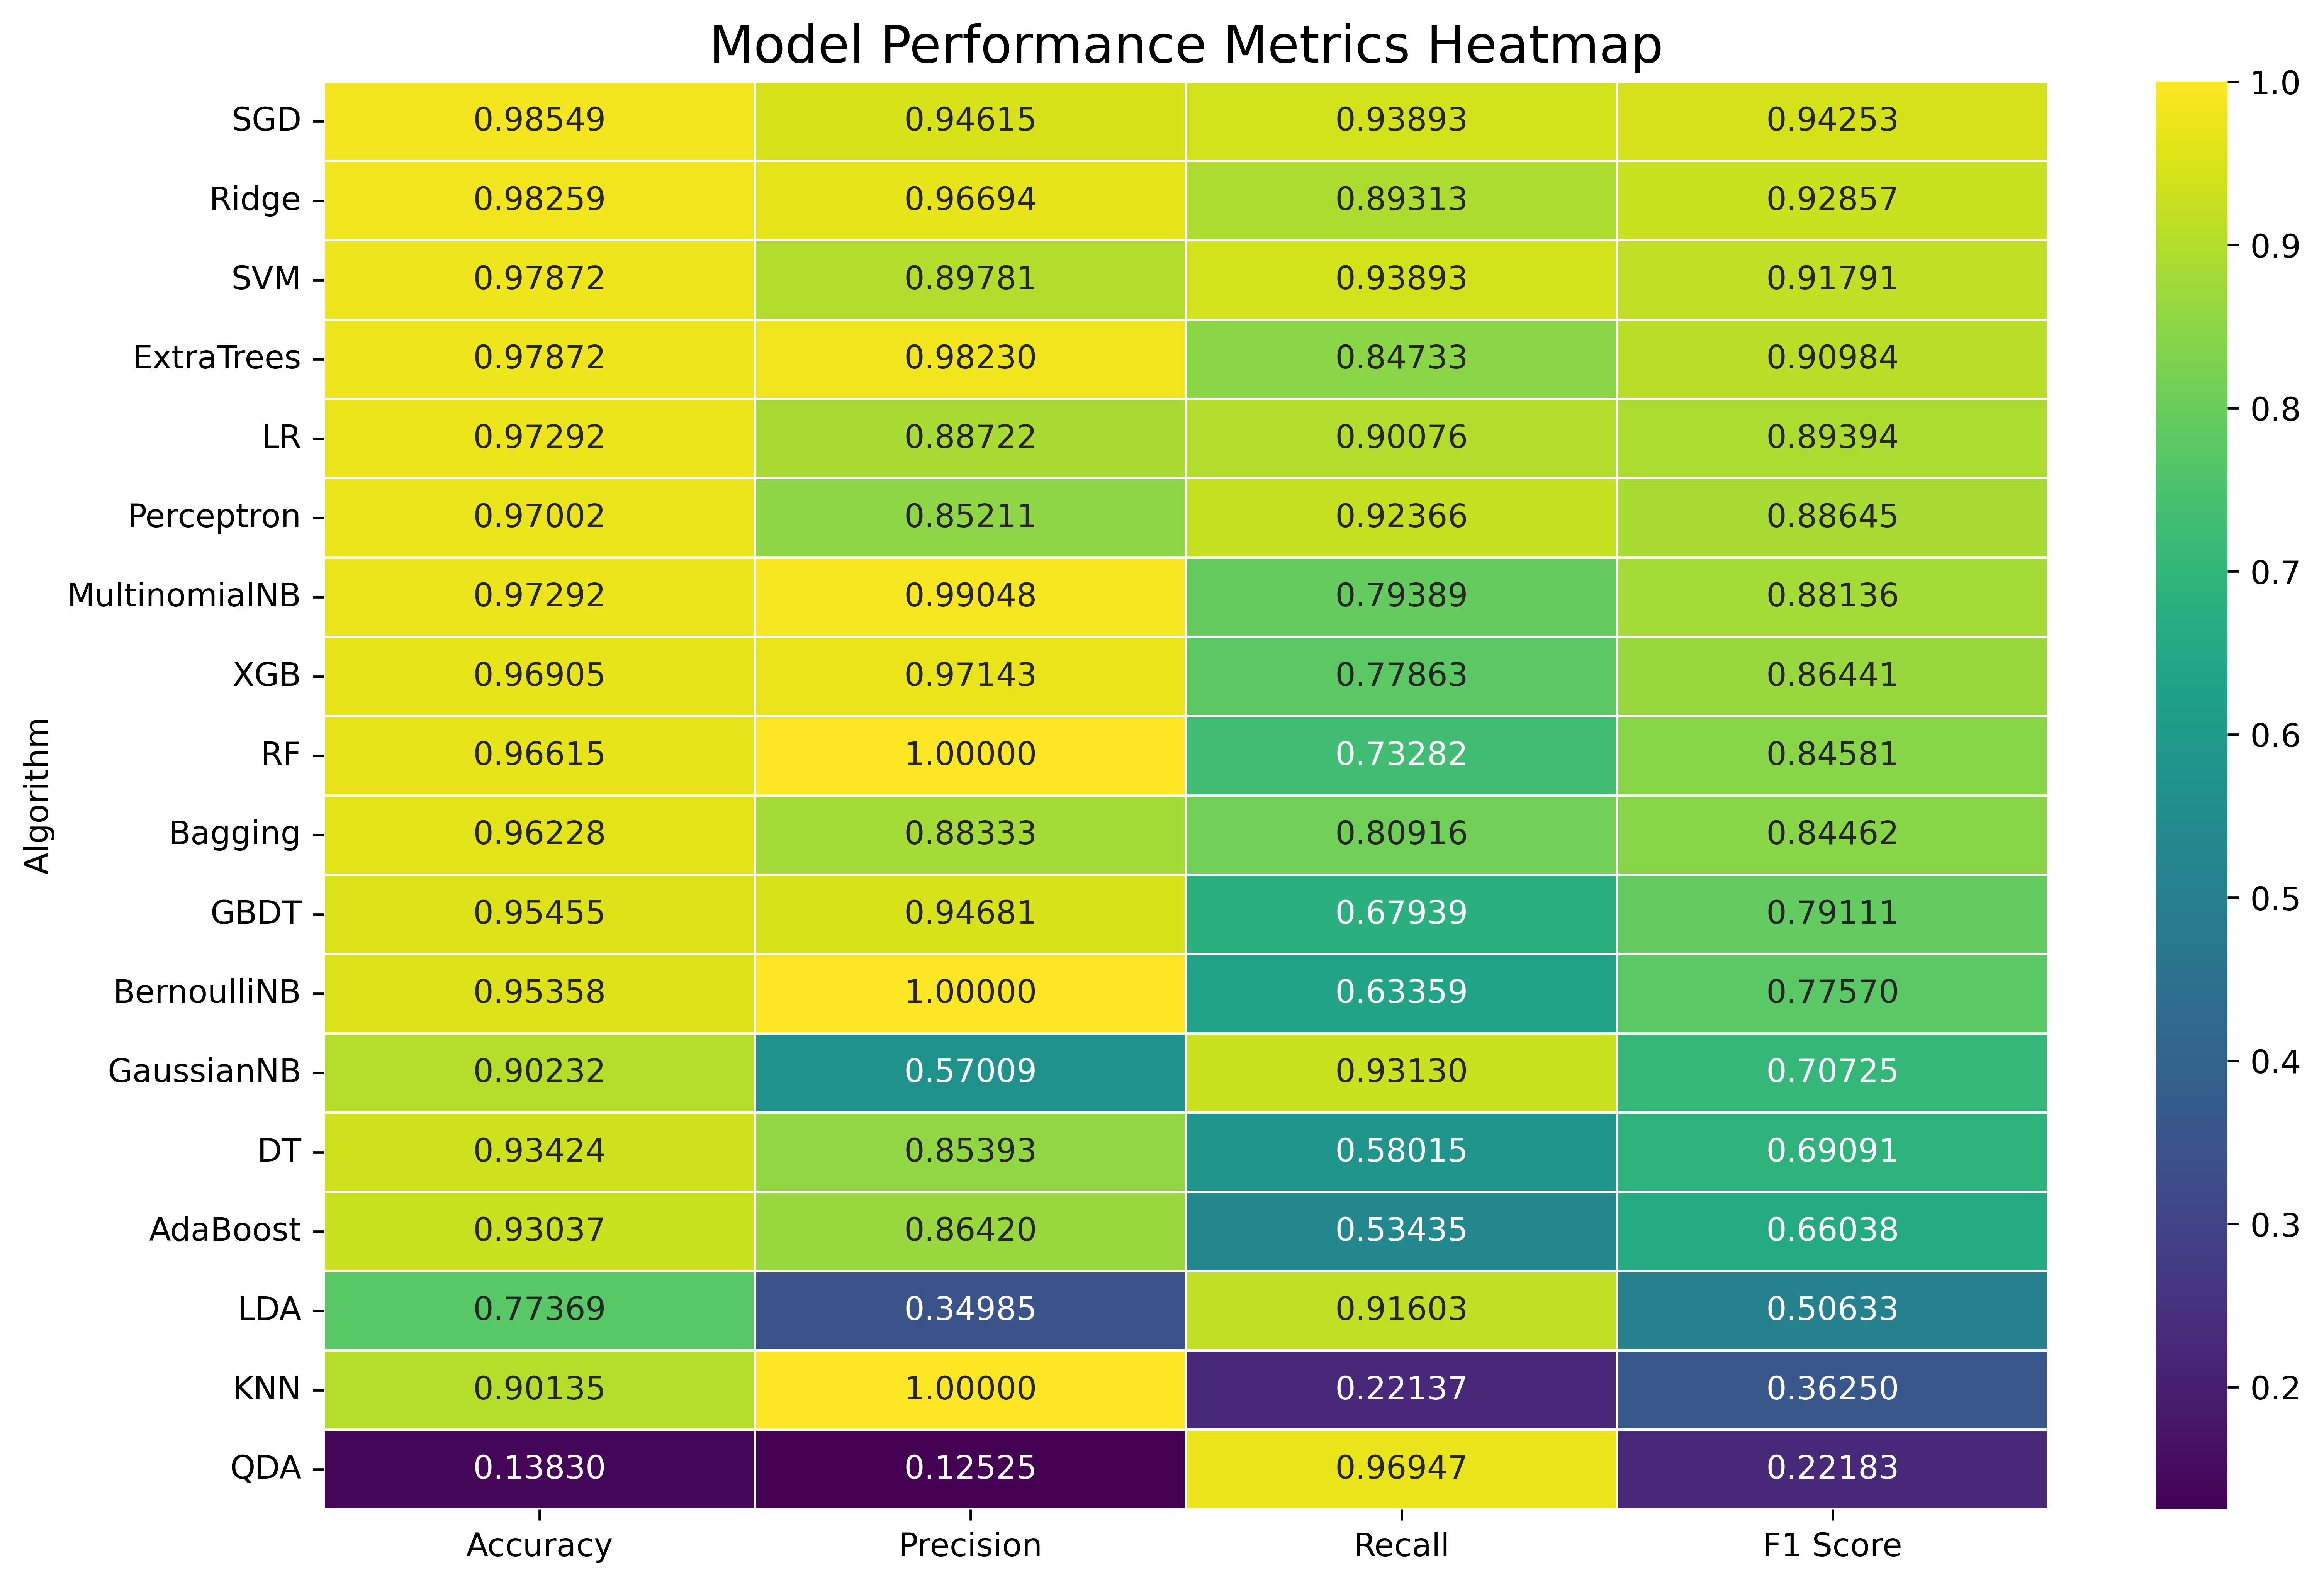 Model Performance Metrics Heatmap
Algorithm
SGD 0.98549 0.94615 0.93893 0.94253
Ridge 0.98259 0.96694 0.89313 0.92857
SVM 0.97872 0.89781 0.93893 0.91791
ExtraTrees 0.97872 0.98230 0.84733 0.90984
LR 0.97292 0.88722 0.90076 0.89394
Perceptron 0.97002 0.85211 0.92366 0.88645
MultinomialNB 0.97292 0.99048 0.79389 0.88136
XGB 0.96905 0.97143 0.77863 0.86441
RF 0.96615 1.00000 0.73282 0.84581
Bagging 0.96228 0.88333 0.80916 0.84462
GBDT 0.95455 0.94681 0.67939 0.79111
BernoulliNB 0.95358 1.00000 0.63359 0.77570
GaussianNB 0.90232 0.57009 0.93130 0.70725
DT 0.93424 0.85393 0.58015 0.69091
AdaBoost 0.93037 0.86420 0.53435 0.66038
LDA 0.77369 0.34985 0.91603 0.50633
KNN 0.90135 1.00000 0.22137 0.36250
QDA 0.13830 0.12525 0.96947 0.22183
Accuracy Precision Recall F1 Score
1.0
0.9
0.8
0.7
0.6
0.5
0.4
0.3
0.2